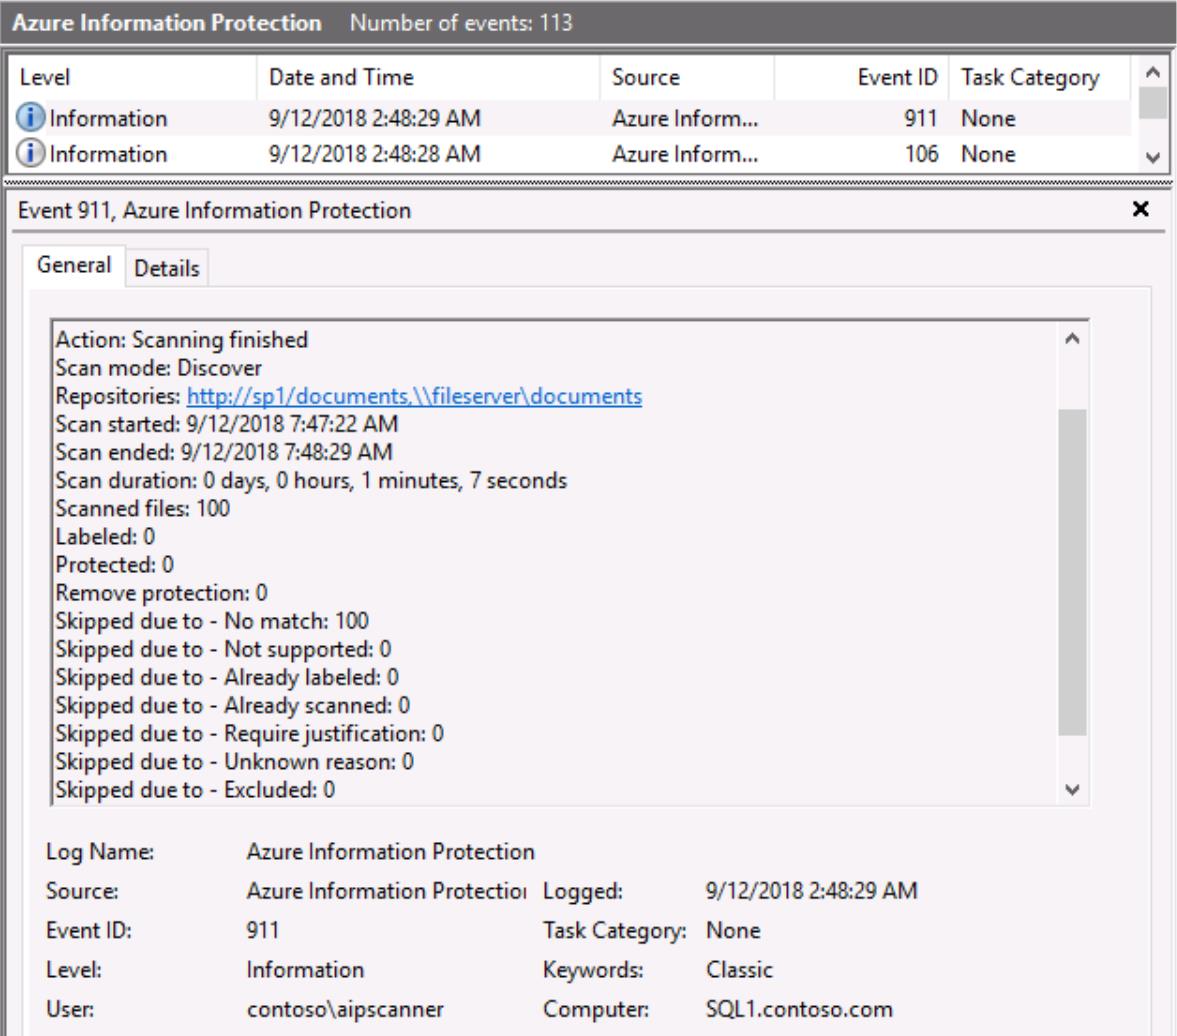 Azure Information Protection Number of events: 113
Level Date and Time Source Event ID Task Category
Information 9/12/2018 2:48:29 AM Azure Inform... 911 None
Information 9/12/2018 2:48:28 AM Azure Inform... 106 None
Event 911, Azure Information Protection
General Details
Action: Scanning finished
Scan mode: Discover
Repositories: http://sp1/documents,\\fileserver\documents
Scan started: 9/12/2018 7:47:22 AM
Scan ended: 9/12/2018 7:48:29 AM
Scan duration: 0 days, 0 hours, 1 minutes, 7 seconds
Scanned files: 100
Labeled: 0
Protected: 0
Remove protection: 0
Skipped due to - No match: 100
Skipped due to - Not supported: 0
Skipped due to - Already labeled: 0
Skipped due to - Already scanned: 0
Skipped due to - Require justification: 0
Skipped due to - Unknown reason: 0
Skipped due to - Excluded: 0
Log Name: Azure Information Protection
Source: Azure Information Protection Logged: 9/12/2018 2:48:29 AM
Event ID: 911 Task Category: None
Level: Information Keywords: Classic
User: contoso\aipscanner Computer: SQL1.contoso.com